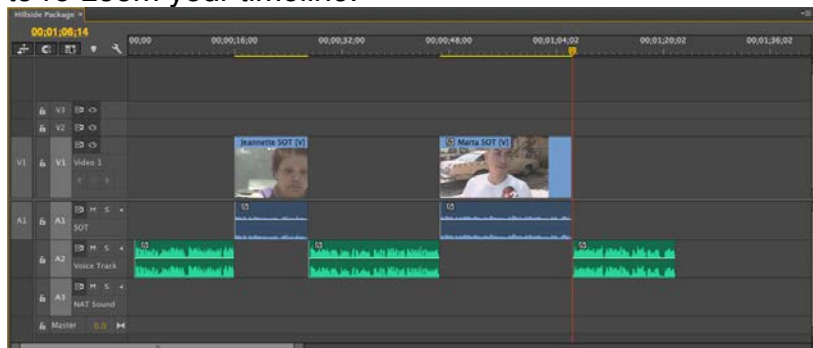 to re-zoom your timeline.
Hillside Package ×
00;01;06;14
00;00 00;00;16;00 00;00;32;00 00;00;48;00 00;01;04;02 00;01;20;02 00;01;36;02
V3
V2
Jeannette SOT [V] Marta SOT [V]
V1 V1 Video 1
M S
A1 A1 SOT
M S
A2 Voice Track
M S
A3 NAT Sound
Master 0.0